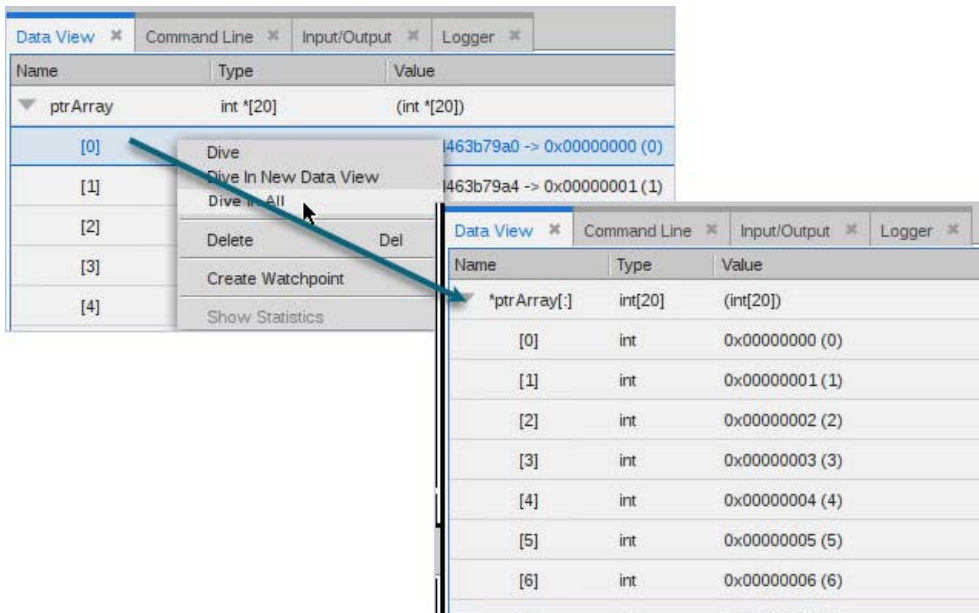 Data View Command Line Input/Output Logger
Name Type Value
ptrArray int *[20] (int *[20])
[0] 463b79a0 -> 0x00000000 (0)
[1] 463b79a4 -> 0x00000001 (1)
[2]
[3]
[4]
Dive
Dive In New Data View
Dive In All
Delete Del
Create Watchpoint
Show Statistics
Data View Command Line Input/Output Logger
Name Type Value
*ptrArray[:] int[20] (int[20])
[0] int 0x00000000 (0)
[1] int 0x00000001 (1)
[2] int 0x00000002 (2)
[3] int 0x00000003 (3)
[4] int 0x00000004 (4)
[5] int 0x00000005 (5)
[6] int 0x00000006 (6)